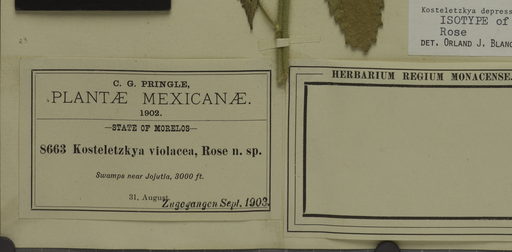 Kosteletzkya depress
ISOTYPE of
Rose
DET. ORLAND J. BLANC
HERBARIUM REGIUM MONACENSE.
C. G. PRINGLE,
PLANTÆ MEXICANÆ.
1902.
—STATE OF MORELOS—
8663 Kosteletzkya violacea, Rose n. sp.
Swamps near Jojutla, 3000 ft.
31, August.
Zugegangen Sept. 1903.